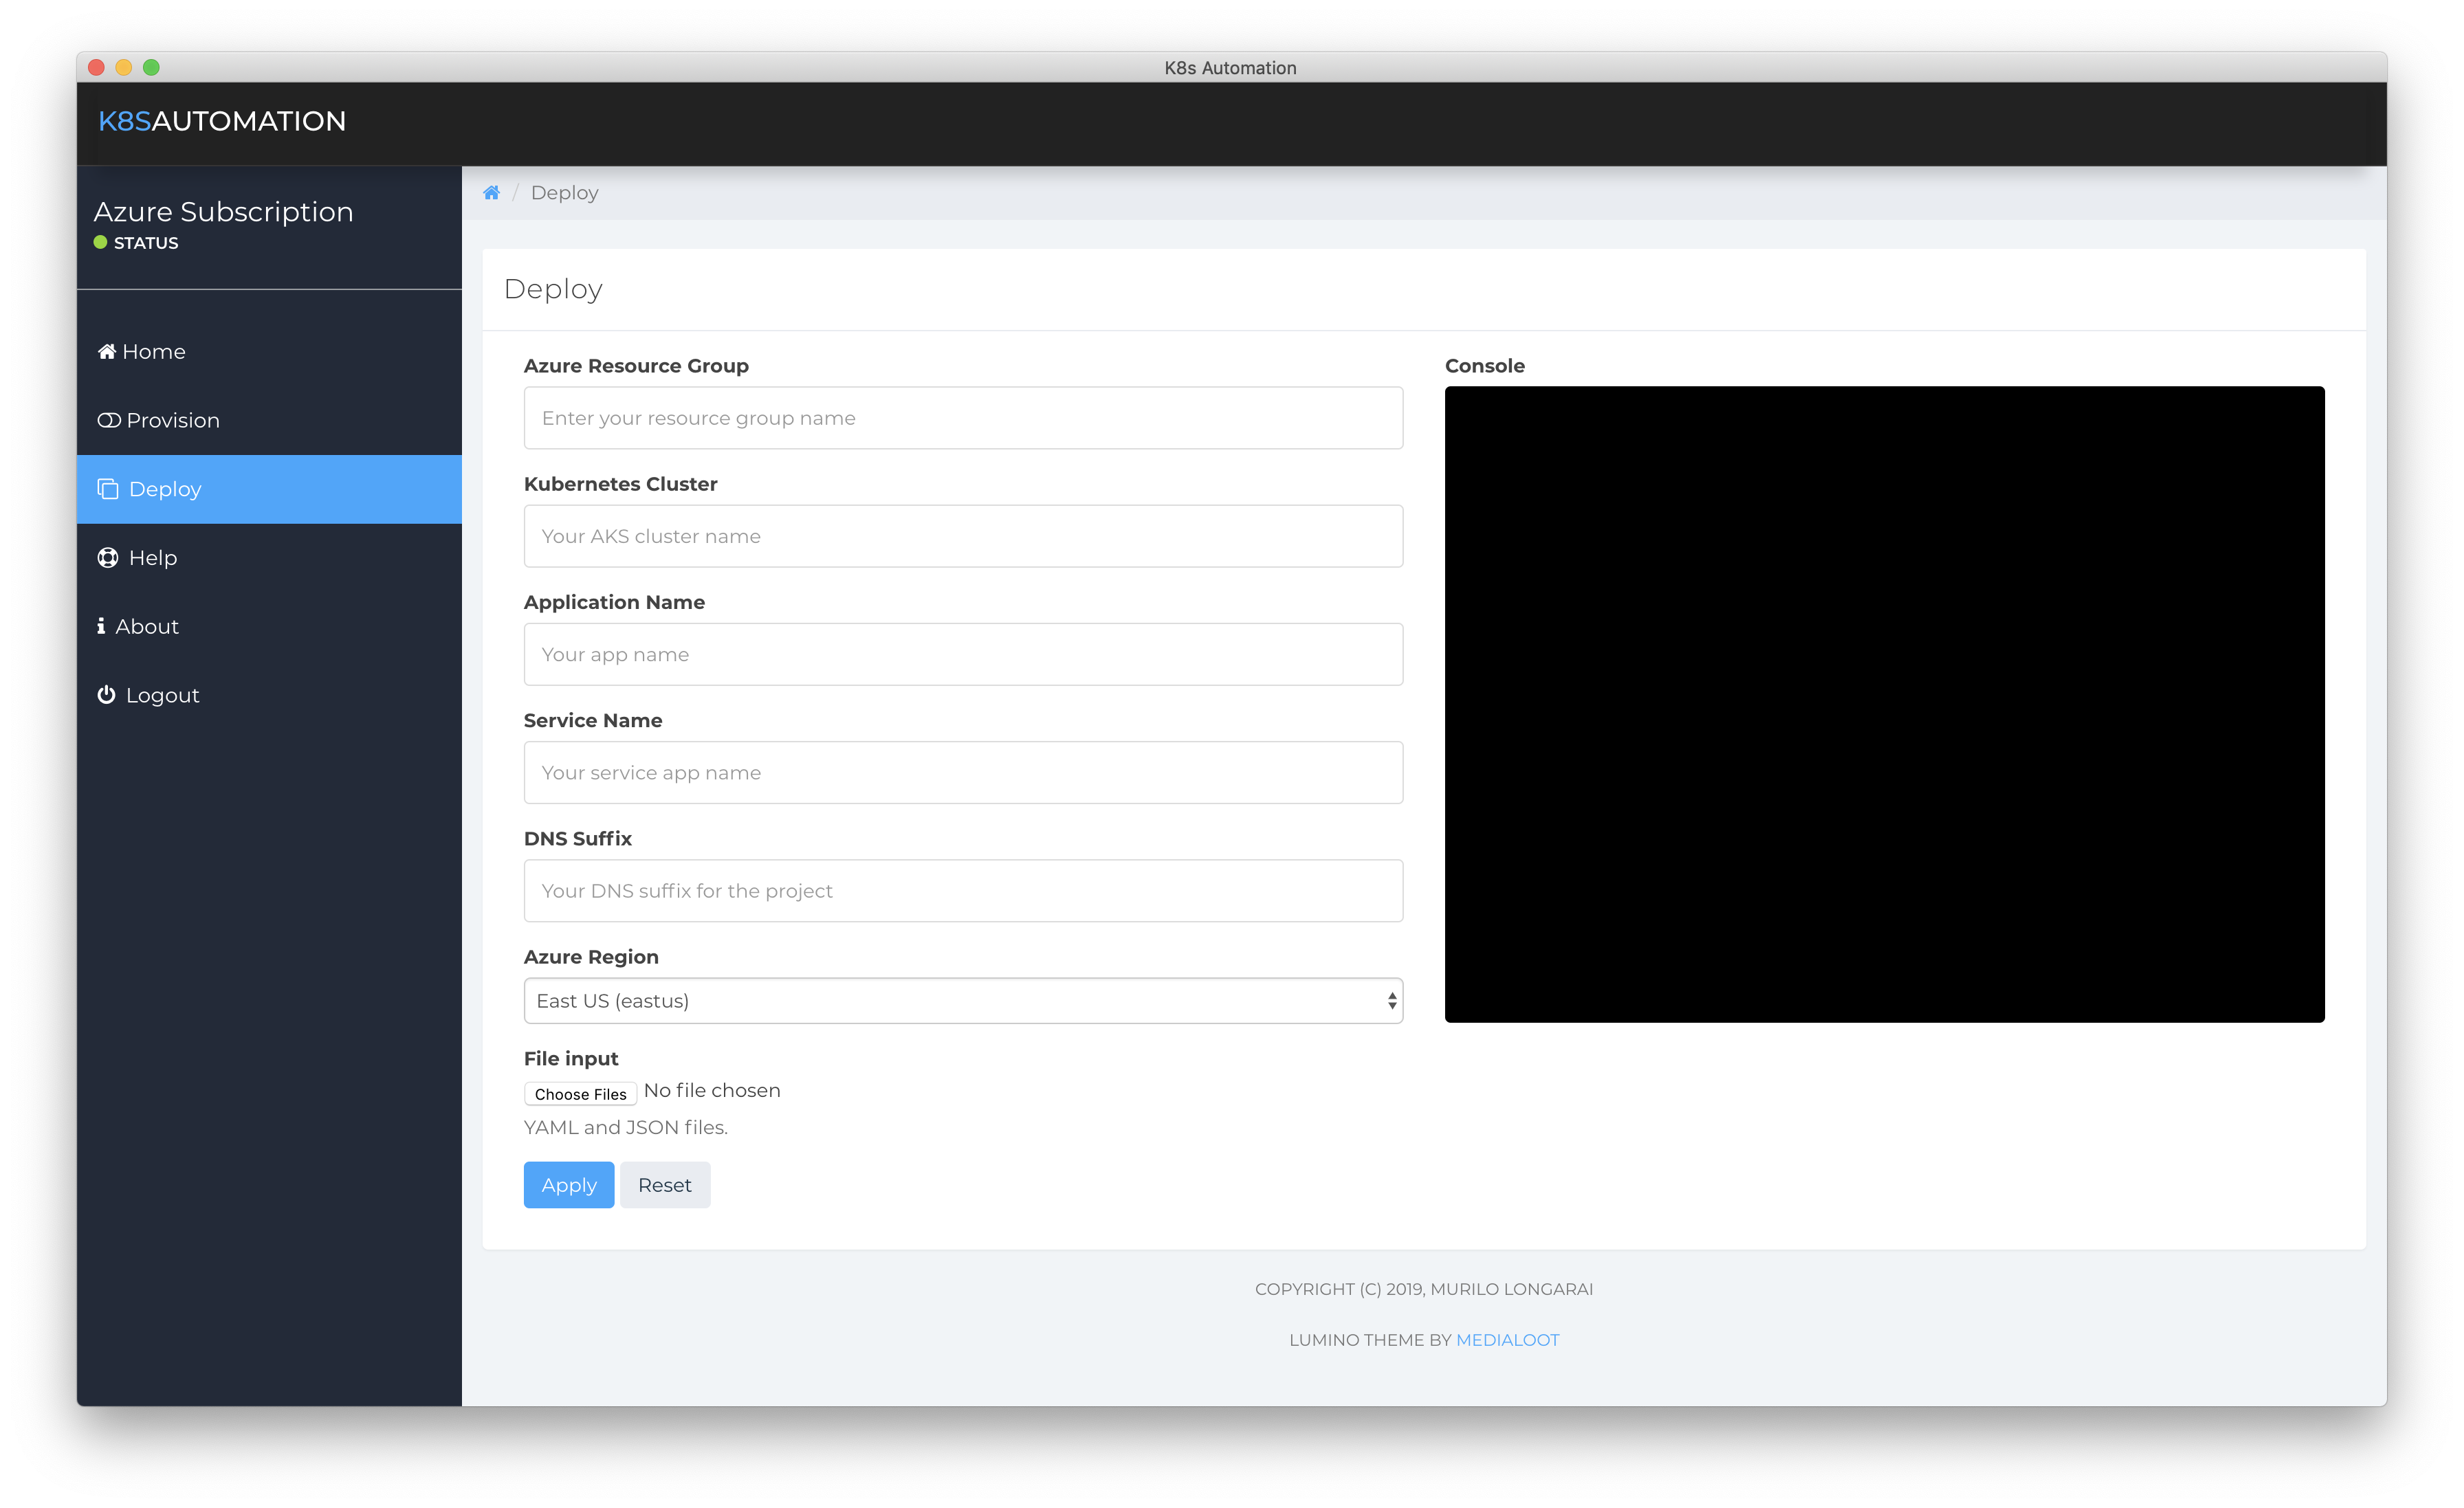 K8s Automation
K8SAUTOMATION
Azure Subscription
STATUS
Home
Provision
Deploy
Help
About
Logout
/ Deploy
Deploy
Azure Resource Group
Enter your resource group name
Kubernetes Cluster
Your AKS cluster name
Application Name
Your app name
Service Name
Your service app name
DNS Suffix
Your DNS suffix for the project
Azure Region
East US (eastus)
File input
Choose Files No file chosen
YAML and JSON files.
Apply Reset
Console
COPYRIGHT (C) 2019, MURILO LONGARAI
LUMINO THEME BY MEDIALOOT